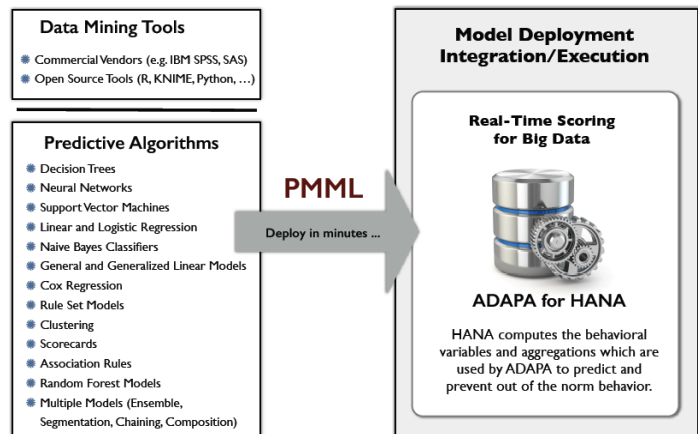 Data Mining Tools
Commercial Vendors (e.g. IBM SPSS, SAS)
Open Source Tools (R, KNIME, Python, ...)
Predictive Algorithms
Decision Trees
Neural Networks
Support Vector Machines
Linear and Logistic Regression
Naive Bayes Classifiers
General and Generalized Linear Models
Cox Regression
Rule Set Models
Clustering
Scorecards
Association Rules
Random Forest Models
Multiple Models (Ensemble,
Segmentation, Chaining, Composition)
PMML
Deploy in minutes ...
Model Deployment
Integration/Execution
Real-Time Scoring
for Big Data
ADAPA for HANA
HANA computes the behavioral
variables and aggregations which are
used by ADAPA to predict and
prevent out of the norm behavior.